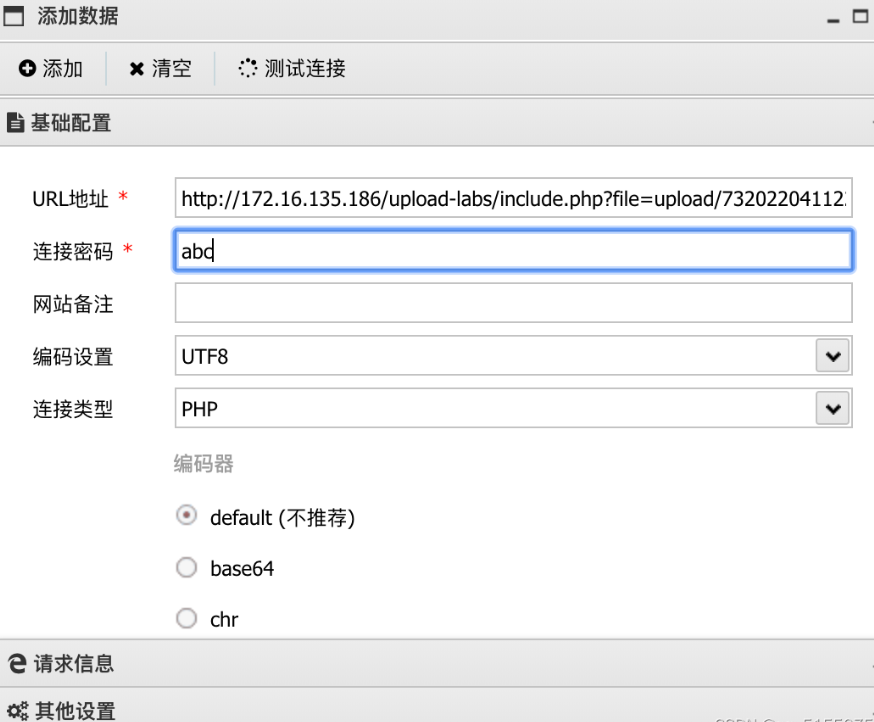 添加数据
添加 清空 测试连接
基础配置
URL地址 * http://172.16.135.186/upload-labs/include.php?file=upload/732022041122
连接密码 * abc
网站备注
编码设置 UTF8
连接类型 PHP
编码器
default (不推荐)
base64
chr
请求信息
其他设置